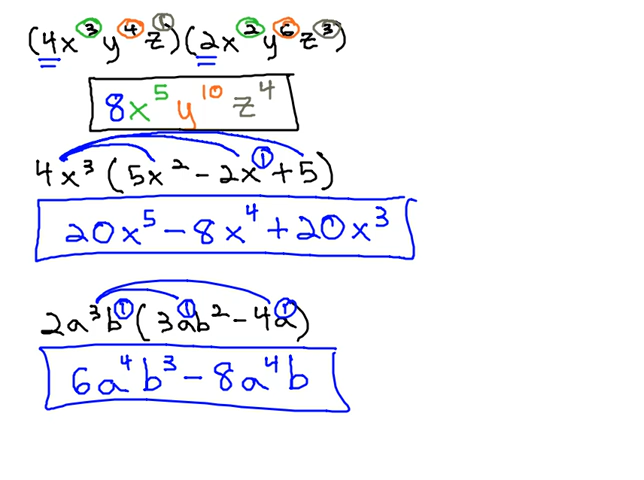 (4x³y⁴z¹)(2x²y⁶z³)
8x⁵y¹⁰z⁴
4x³(5x²-2x¹+5)
20x⁵-8x⁴+20x³
2a³b¹(3a¹b²-4a¹)
6a⁴b³-8a⁴b